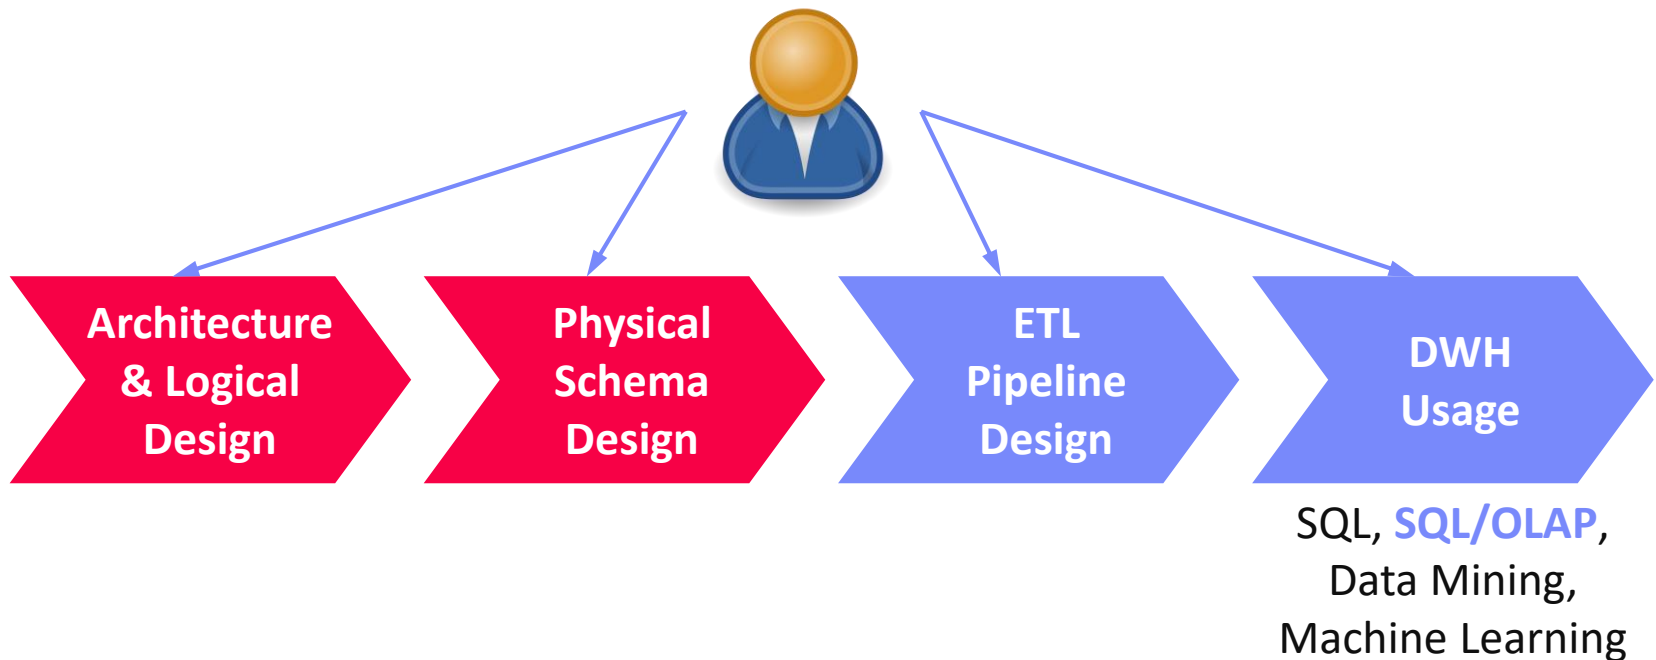 Architecture
& Logical
Design
Physical
Schema
Design
ETL
Pipeline
Design
DWH
Usage
SQL, SQL/OLAP,
Data Mining,
Machine Learning